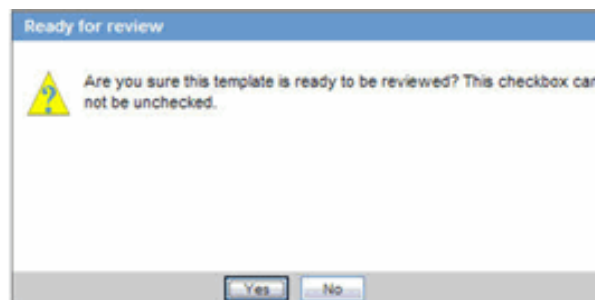 Ready for review
Are you sure this template is ready to be reviewed? This checkbox can
not be unchecked.
Yes No